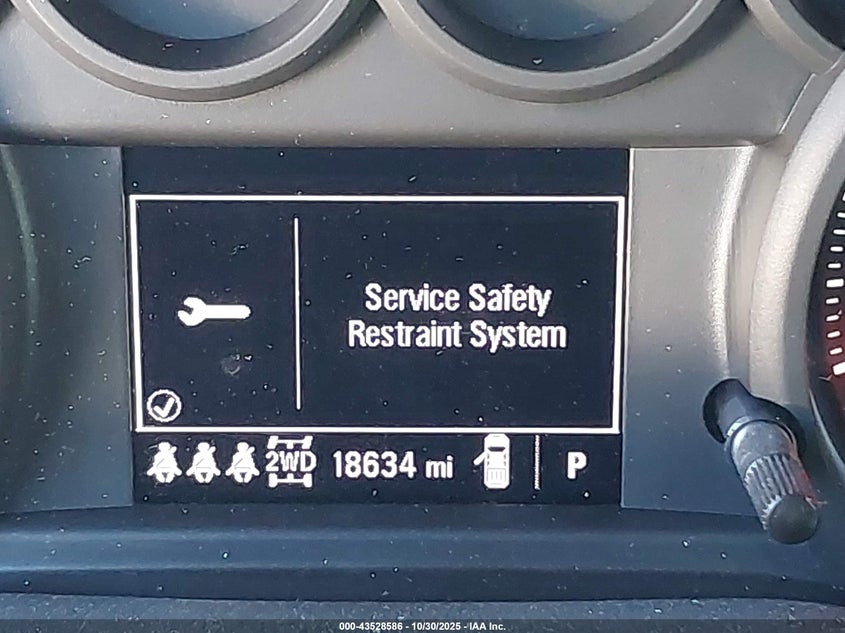 Service Safety
Restraint System
2WD 18634 mi P
000-43528586 - 10/30/2025 - IAA Inc.